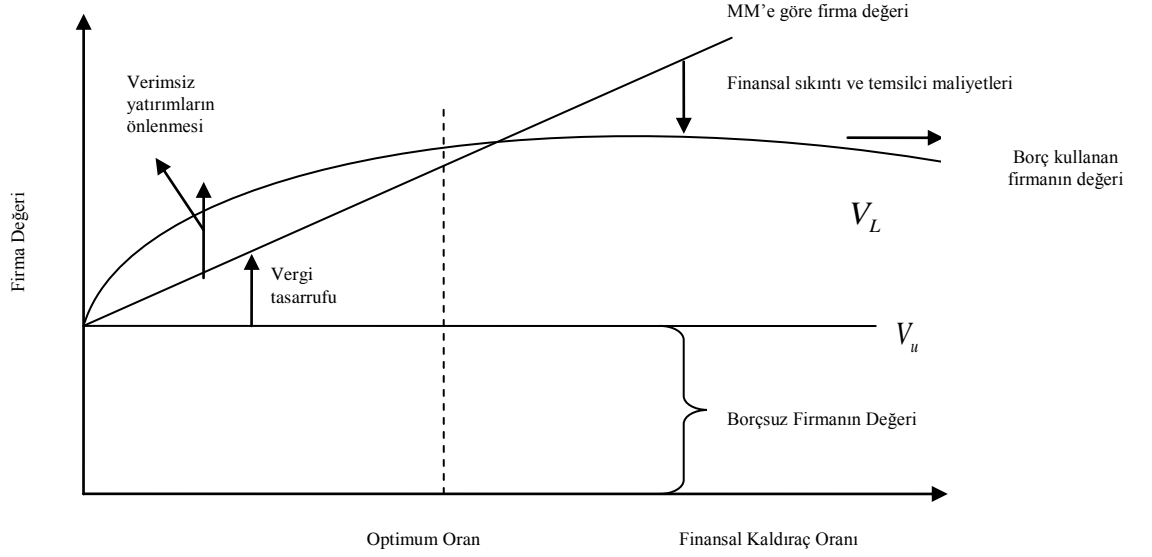 MM’e göre firma değeri
Verimsiz
yatırımların
önlenmesi
Finansal sıkıntı ve temsilci maliyetleri
Borç kullanan
firmanın değeri
V_L
Firma Değeri
Vergi
tasarrufu
V_u
Borçsuz Firmanın Değeri
Optimum Oran
Finansal Kaldıraç Oranı